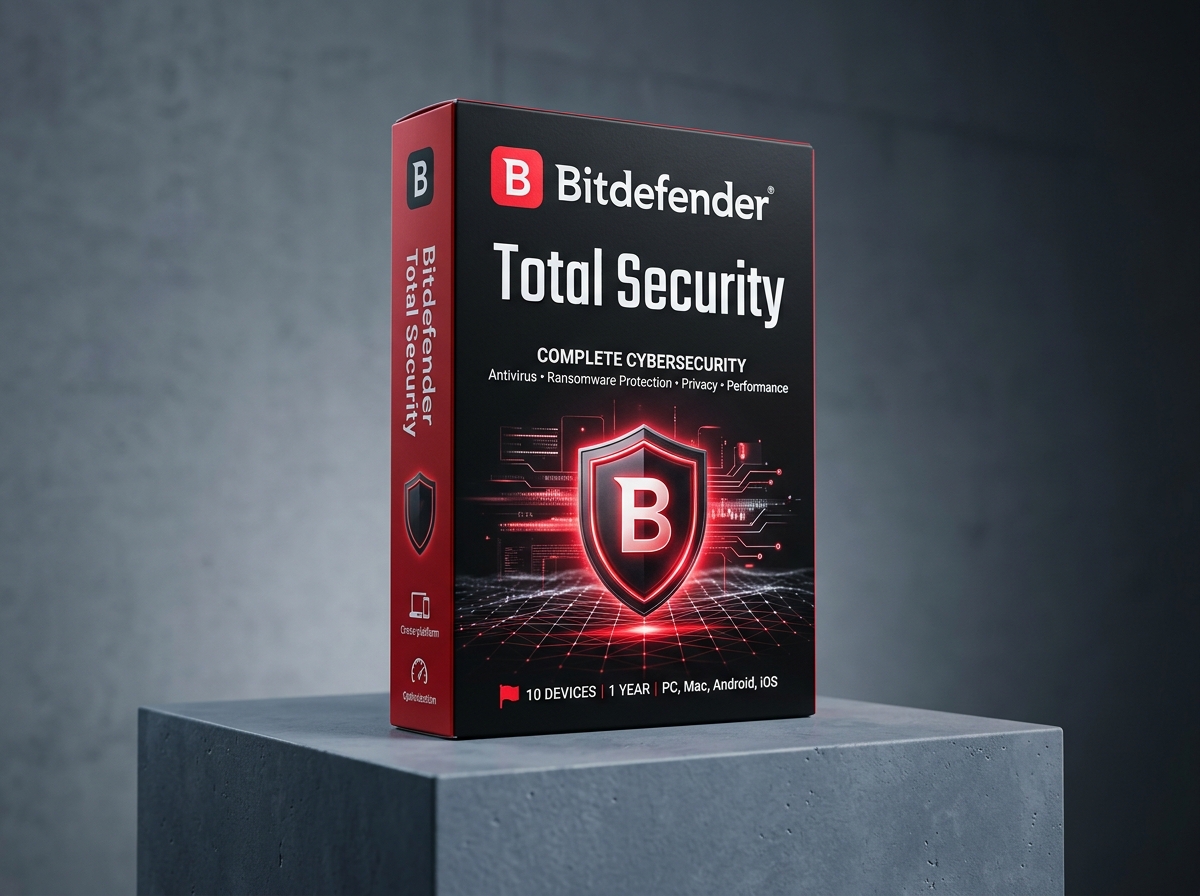 B Bitdefender®
Total Security
COMPLETE CYBERSECURITY
Antivirus • Ransomware Protection • Privacy • Performance
B
10 DEVICES | 1 YEAR | PC, Mac, Android, iOS
B
Bitdefender
Total Security